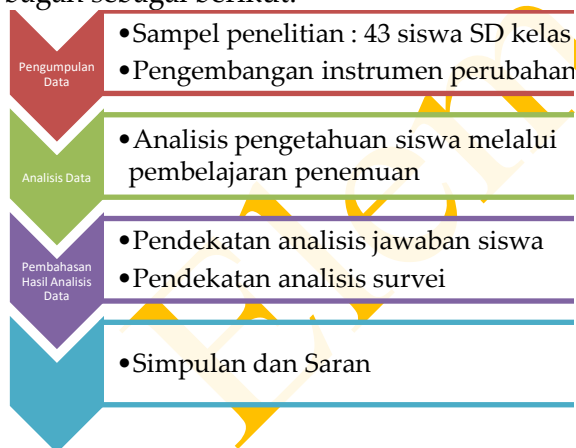 bagan sebagai berikut:
Pengumpulan
Data
•Sampel penelitian : 43 siswa SD kelas
•Pengembangan instrumen perubahan
Analisis Data
•Analisis pengetahuan siswa melalui
pembelajaran penemuan
Pembahasan
Hasil Analisis
Data
•Pendekatan analisis jawaban siswa
•Pendekatan analisis survei
•Simpulan dan Saran
Elem